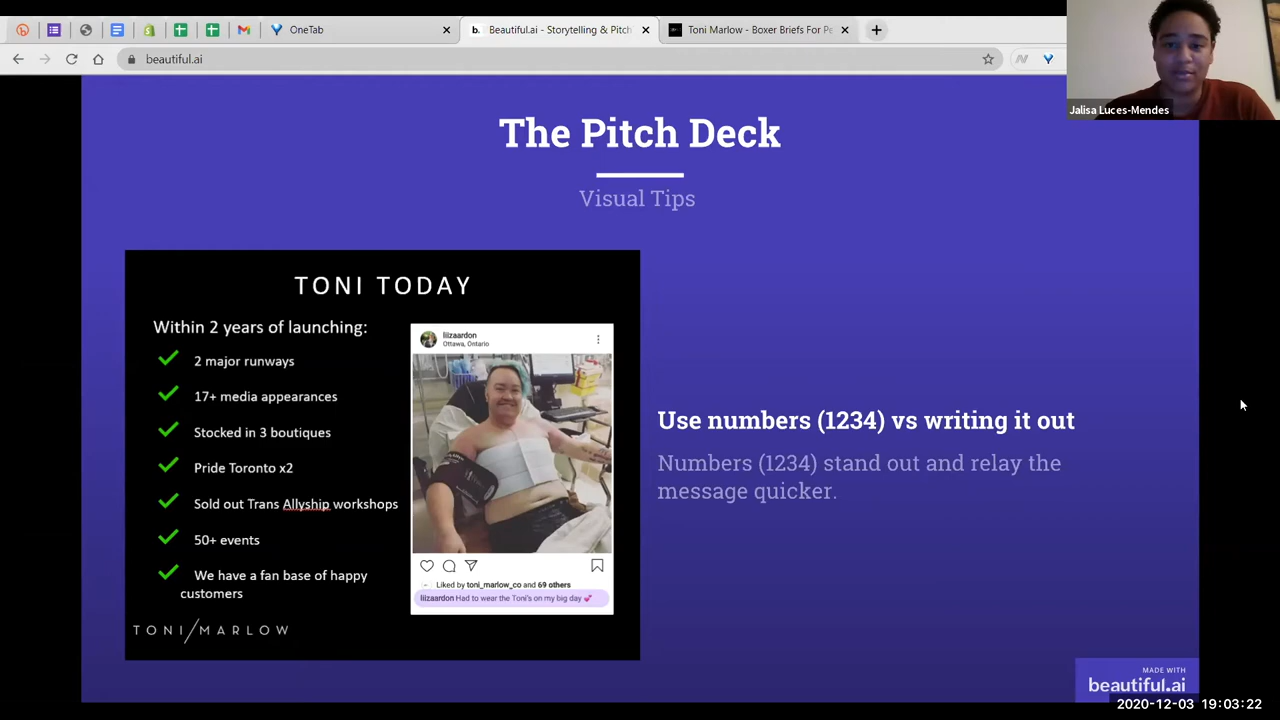 OneTab
b. Beautiful.ai - Storytelling & Pitch
Toni Marlow - Boxer Briefs For Pe
beautiful.ai
Jalisa Luces-Mendes
The Pitch Deck
Visual Tips
TONI TODAY
Within 2 years of launching:
2 major runways
17+ media appearances
Stocked in 3 boutiques
Pride Toronto x2
Sold out Trans Allyship workshops
50+ events
We have a fan base of happy
customers
TONI/MARLOW
liizaardon
Ottawa, Ontario
Liked by toni_marlow_co and 69 others
liizaardon Had to wear the Toni's on my big day 💕
Use numbers (1234) vs writing it out
Numbers (1234) stand out and relay the
message quicker.
MADE WITH
beautiful.ai
2020-12-03 19:03:22